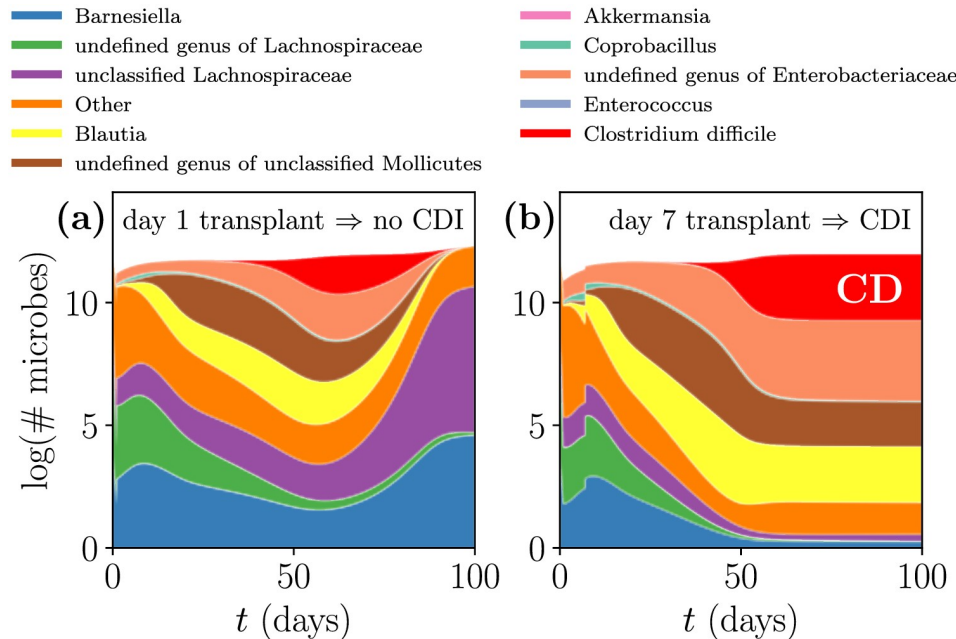 Barnesiella
undefined genus of Lachnospiraceae
unclassified Lachnospiraceae
Other
Blautia
undefined genus of unclassified Mollicutes
Akkermansia
Coprobacillus
undefined genus of Enterobacteriaceae
Enterococcus
Clostridium difficile
(a) day 1 transplant ⇒ no CDI
(b) day 7 transplant ⇒ CDI
CD
log(# microbes)
10
5
0
0 50 100
t (days)
10
5
0
0 50 100
t (days)